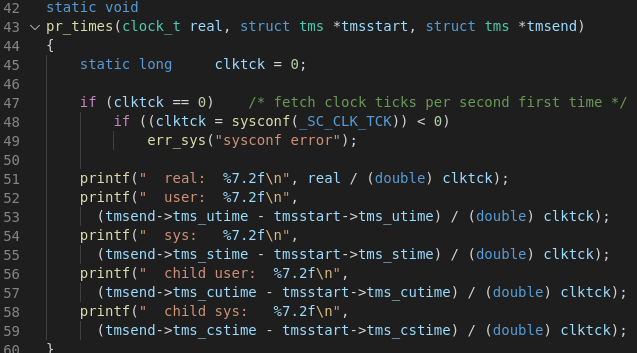 42 static void
43 pr_times(clock_t real, struct tms *tmsstart, struct tms *tmsend)
44 {
45     static long     clktck = 0;
46
47     if (clktck == 0)    /* fetch clock ticks per second first time */
48         if ((clktck = sysconf(_SC_CLK_TCK)) < 0)
49             err_sys("sysconf error");
50
51     printf("  real:  %7.2f\n", real / (double) clktck);
52     printf("  user:  %7.2f\n",
53       (tmsend->tms_utime - tmsstart->tms_utime) / (double) clktck);
54     printf("  sys:   %7.2f\n",
55       (tmsend->tms_stime - tmsstart->tms_stime) / (double) clktck);
56     printf("  child user:  %7.2f\n",
57       (tmsend->tms_cutime - tmsstart->tms_cutime) / (double) clktck);
58     printf("  child sys:   %7.2f\n",
59       (tmsend->tms_cstime - tmsstart->tms_cstime) / (double) clktck);
60 }